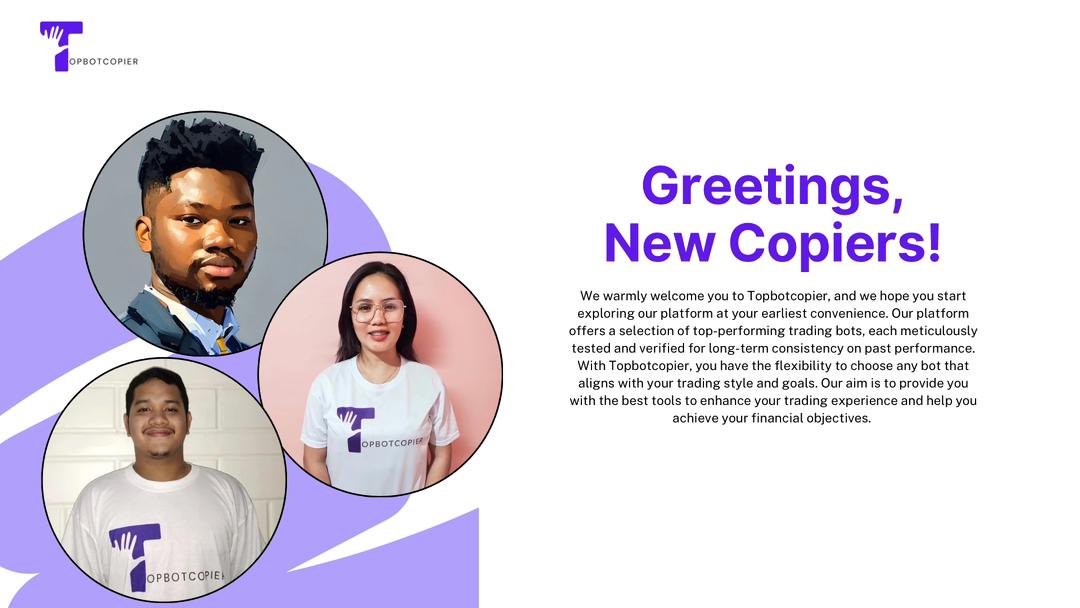 TOPBOTCOPIER
Greetings,
New Copiers!
We warmly welcome you to Topbotcopier, and we hope you start
exploring our platform at your earliest convenience. Our platform
offers a selection of top-performing trading bots, each meticulously
tested and verified for long-term consistency on past performance.
With Topbotcopier, you have the flexibility to choose any bot that
aligns with your trading style and goals. Our aim is to provide you
with the best tools to enhance your trading experience and help you
achieve your financial objectives.
TOPBOTCOPIER
TOPBOTCOPIER